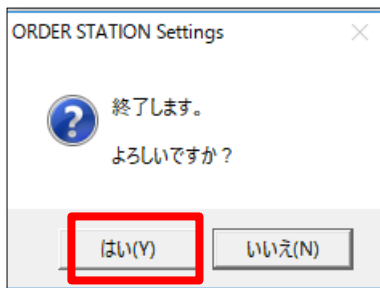 ORDER STATION Settings
終了します。
よろしいですか？
はい(Y)
いいえ(N)